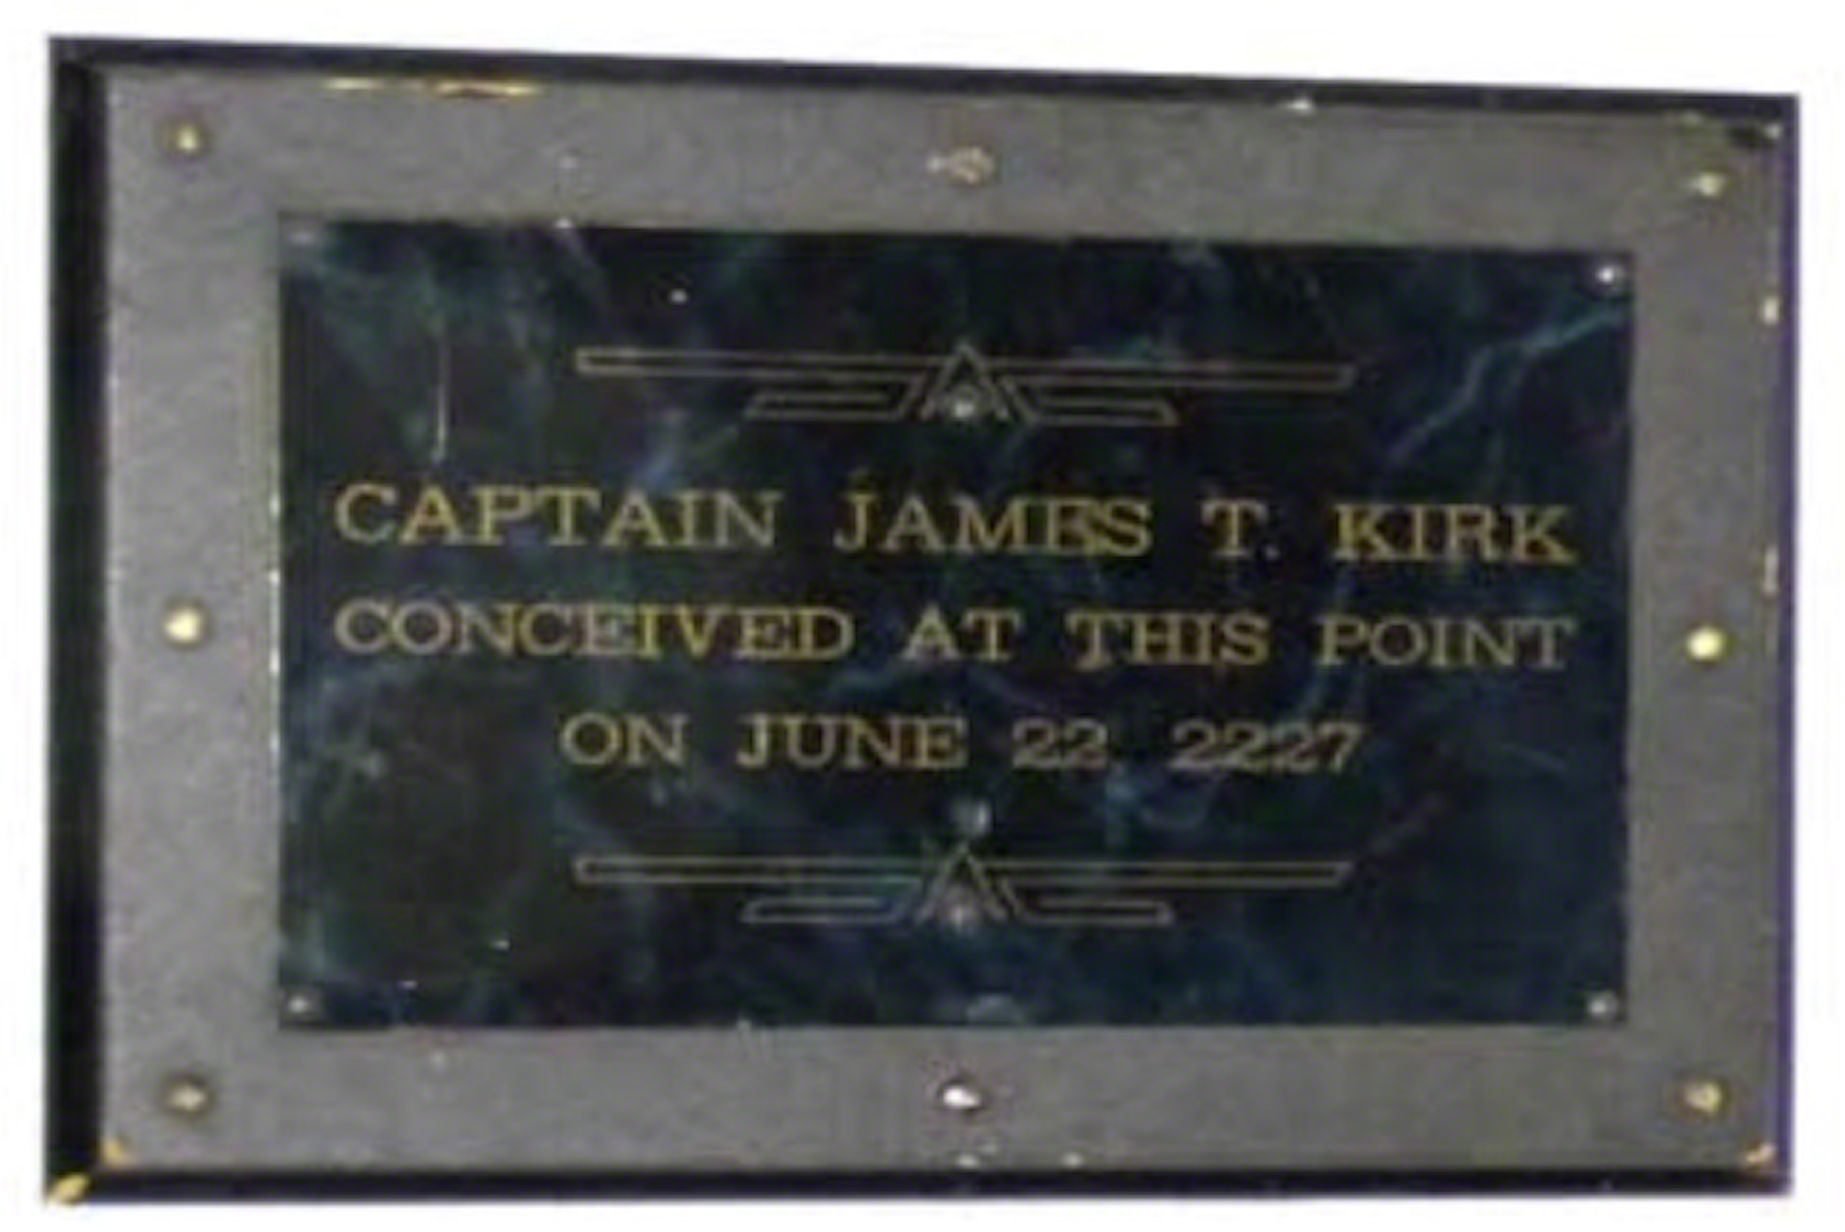 CAPTAIN JAMES T. KIRK
CONCEIVED AT THIS POINT
ON JUNE 22 2227